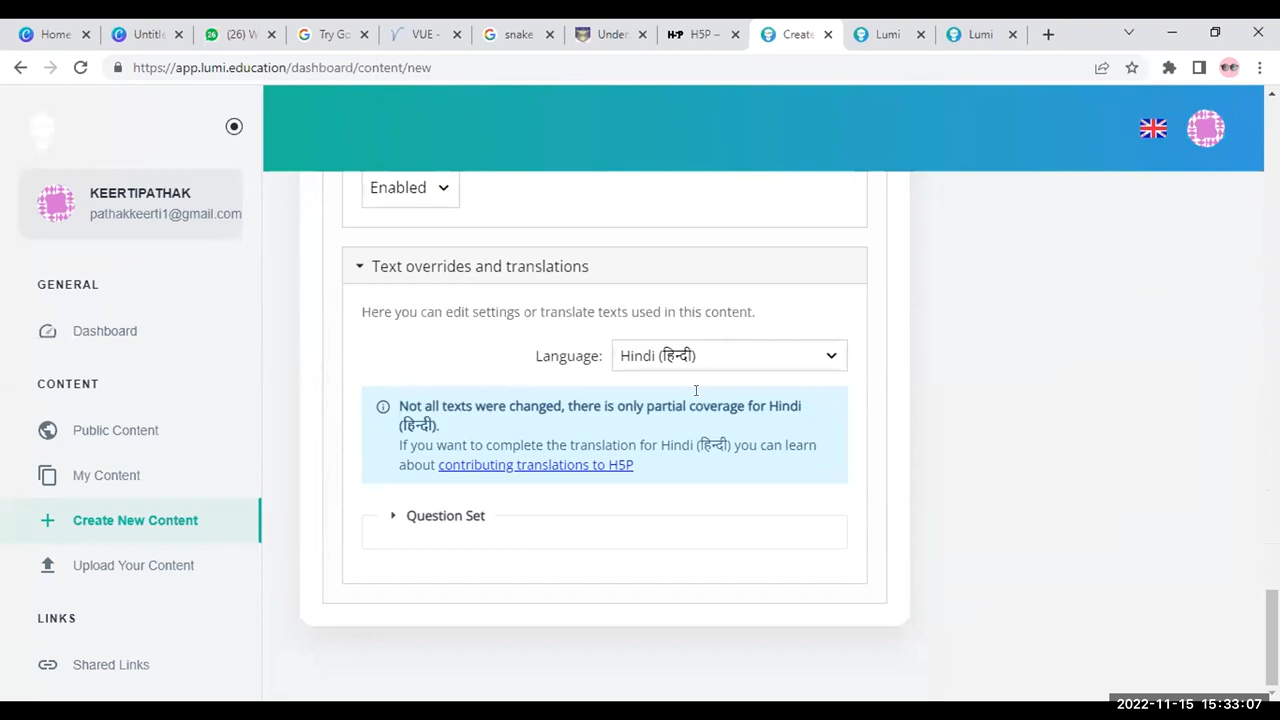 Home
Untitle
(26) W
Try Go
VUE -
snake
Under
H5P –
Create
Lumi
Lumi
https://app.lumi.education/dashboard/content/new
KEERTIPATHAK
pathakkeerti1@gmail.com
GENERAL
Dashboard
CONTENT
Public Content
My Content
Create New Content
Upload Your Content
LINKS
Shared Links
Enabled
Text overrides and translations
Here you can edit settings or translate texts used in this content.
Language: Hindi (हिन्दी)
Not all texts were changed, there is only partial coverage for Hindi
(हिन्दी).
If you want to complete the translation for Hindi (हिन्दी) you can learn
about contributing translations to H5P
Question Set
2022-11-15 15:33:07